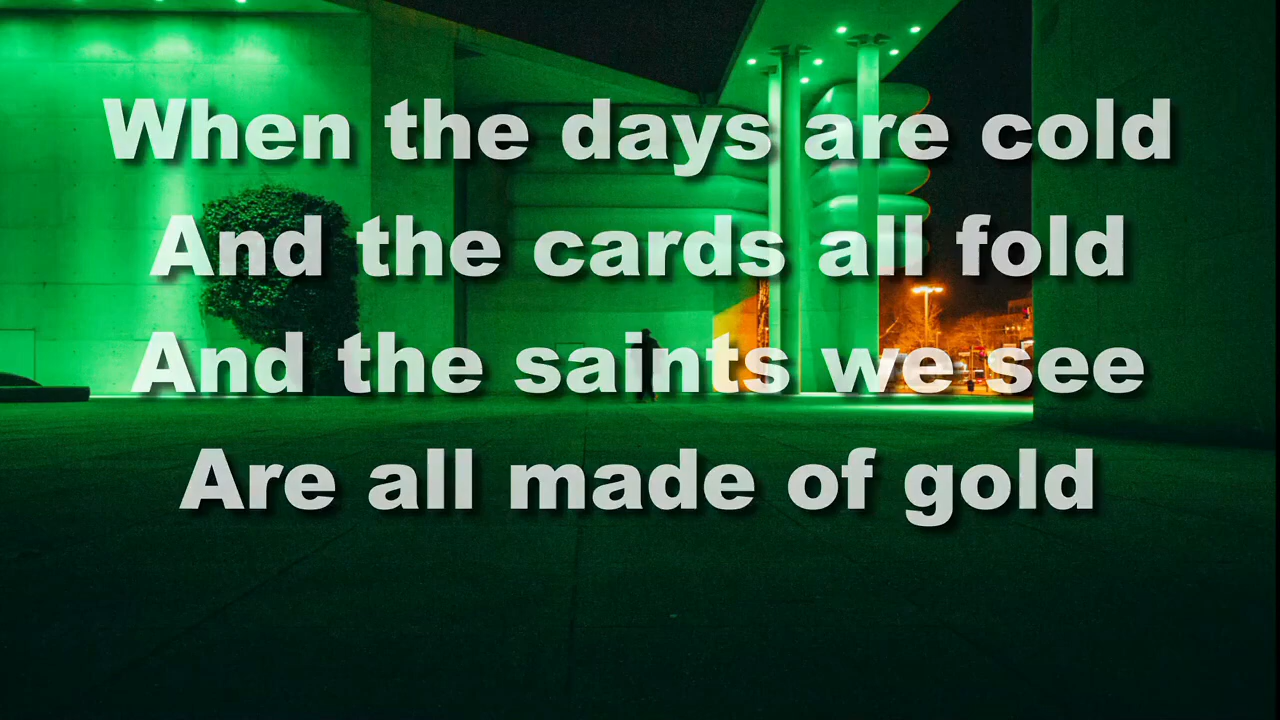 When the days are cold
And the cards all fold
And the saints we see
Are all made of gold